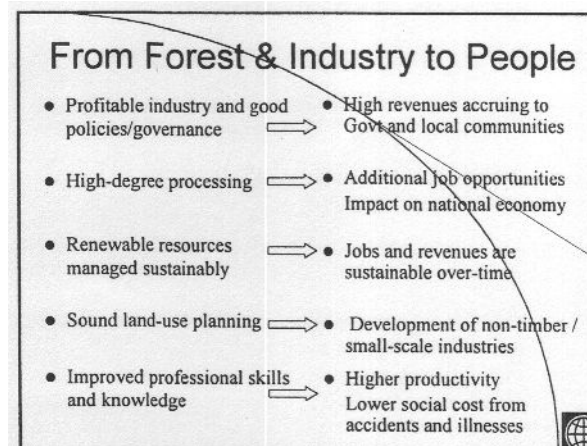 From Forest & Industry to People
• Profitable industry and good
policies/governance
• High revenues accruing to
Govt and local communities
• High-degree processing
• Additional job opportunities
Impact on national economy
• Renewable resources
managed sustainably
• Jobs and revenues are
sustainable over-time
• Sound land-use planning
• Development of non-timber /
small-scale industries
• Improved professional skills
and knowledge
• Higher productivity
Lower social cost from
accidents and illnesses